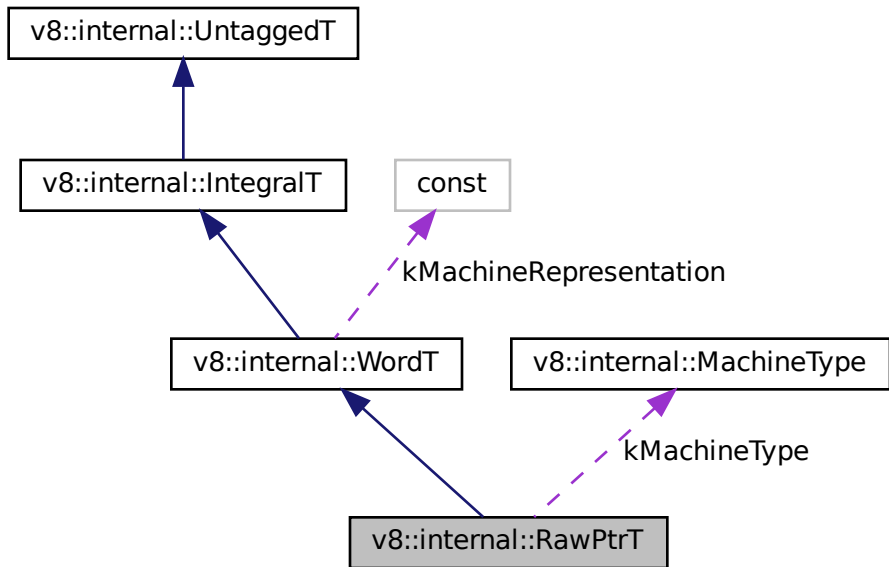 v8::internal::UntaggedT
v8::internal::IntegralT
const
kMachineRepresentation
v8::internal::WordT
v8::internal::MachineType
kMachineType
v8::internal::RawPtrT